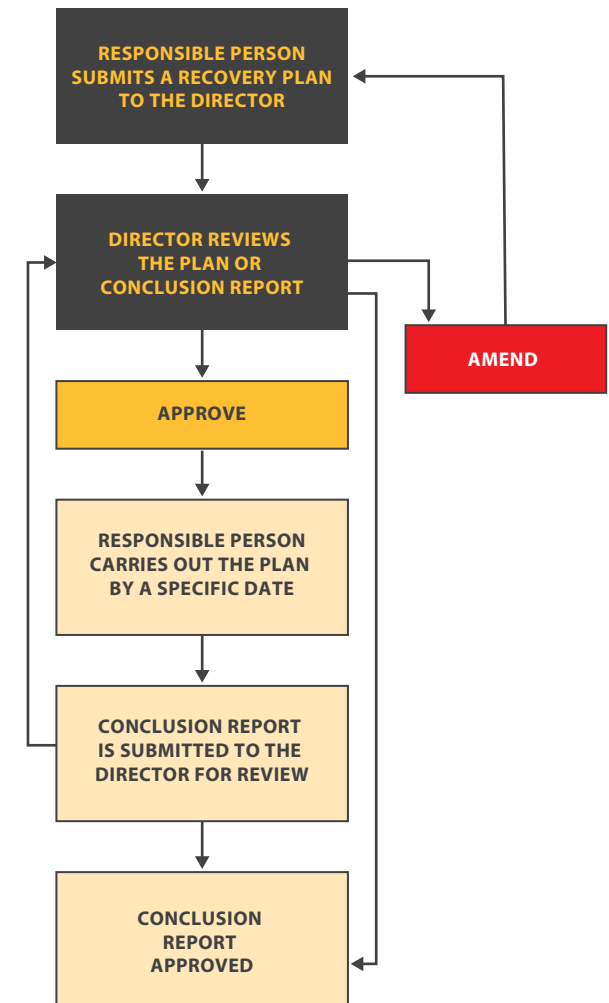 RESPONSIBLE PERSON
SUBMITS A RECOVERY PLAN
TO THE DIRECTOR
DIRECTOR REVIEWS
THE PLAN OR
CONCLUSION REPORT
AMEND
APPROVE
RESPONSIBLE PERSON
CARRIES OUT THE PLAN
BY A SPECIFIC DATE
CONCLUSION REPORT
IS SUBMITTED TO THE
DIRECTOR FOR REVIEW
CONCLUSION
REPORT
APPROVED